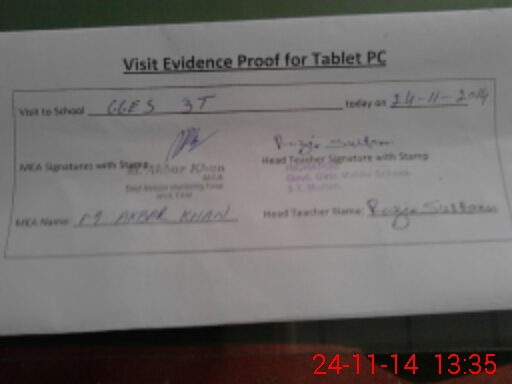 Visit Evidence Proof for Tablet PC
Visit to School GGES 3T today on 24-11-2014
MEA Signatures with Stamp Head Teacher Signature with Stamp
Akbar Khan
MEA Name: M AKBAR KHAN Head Teacher Name:
24-11-14 13:35